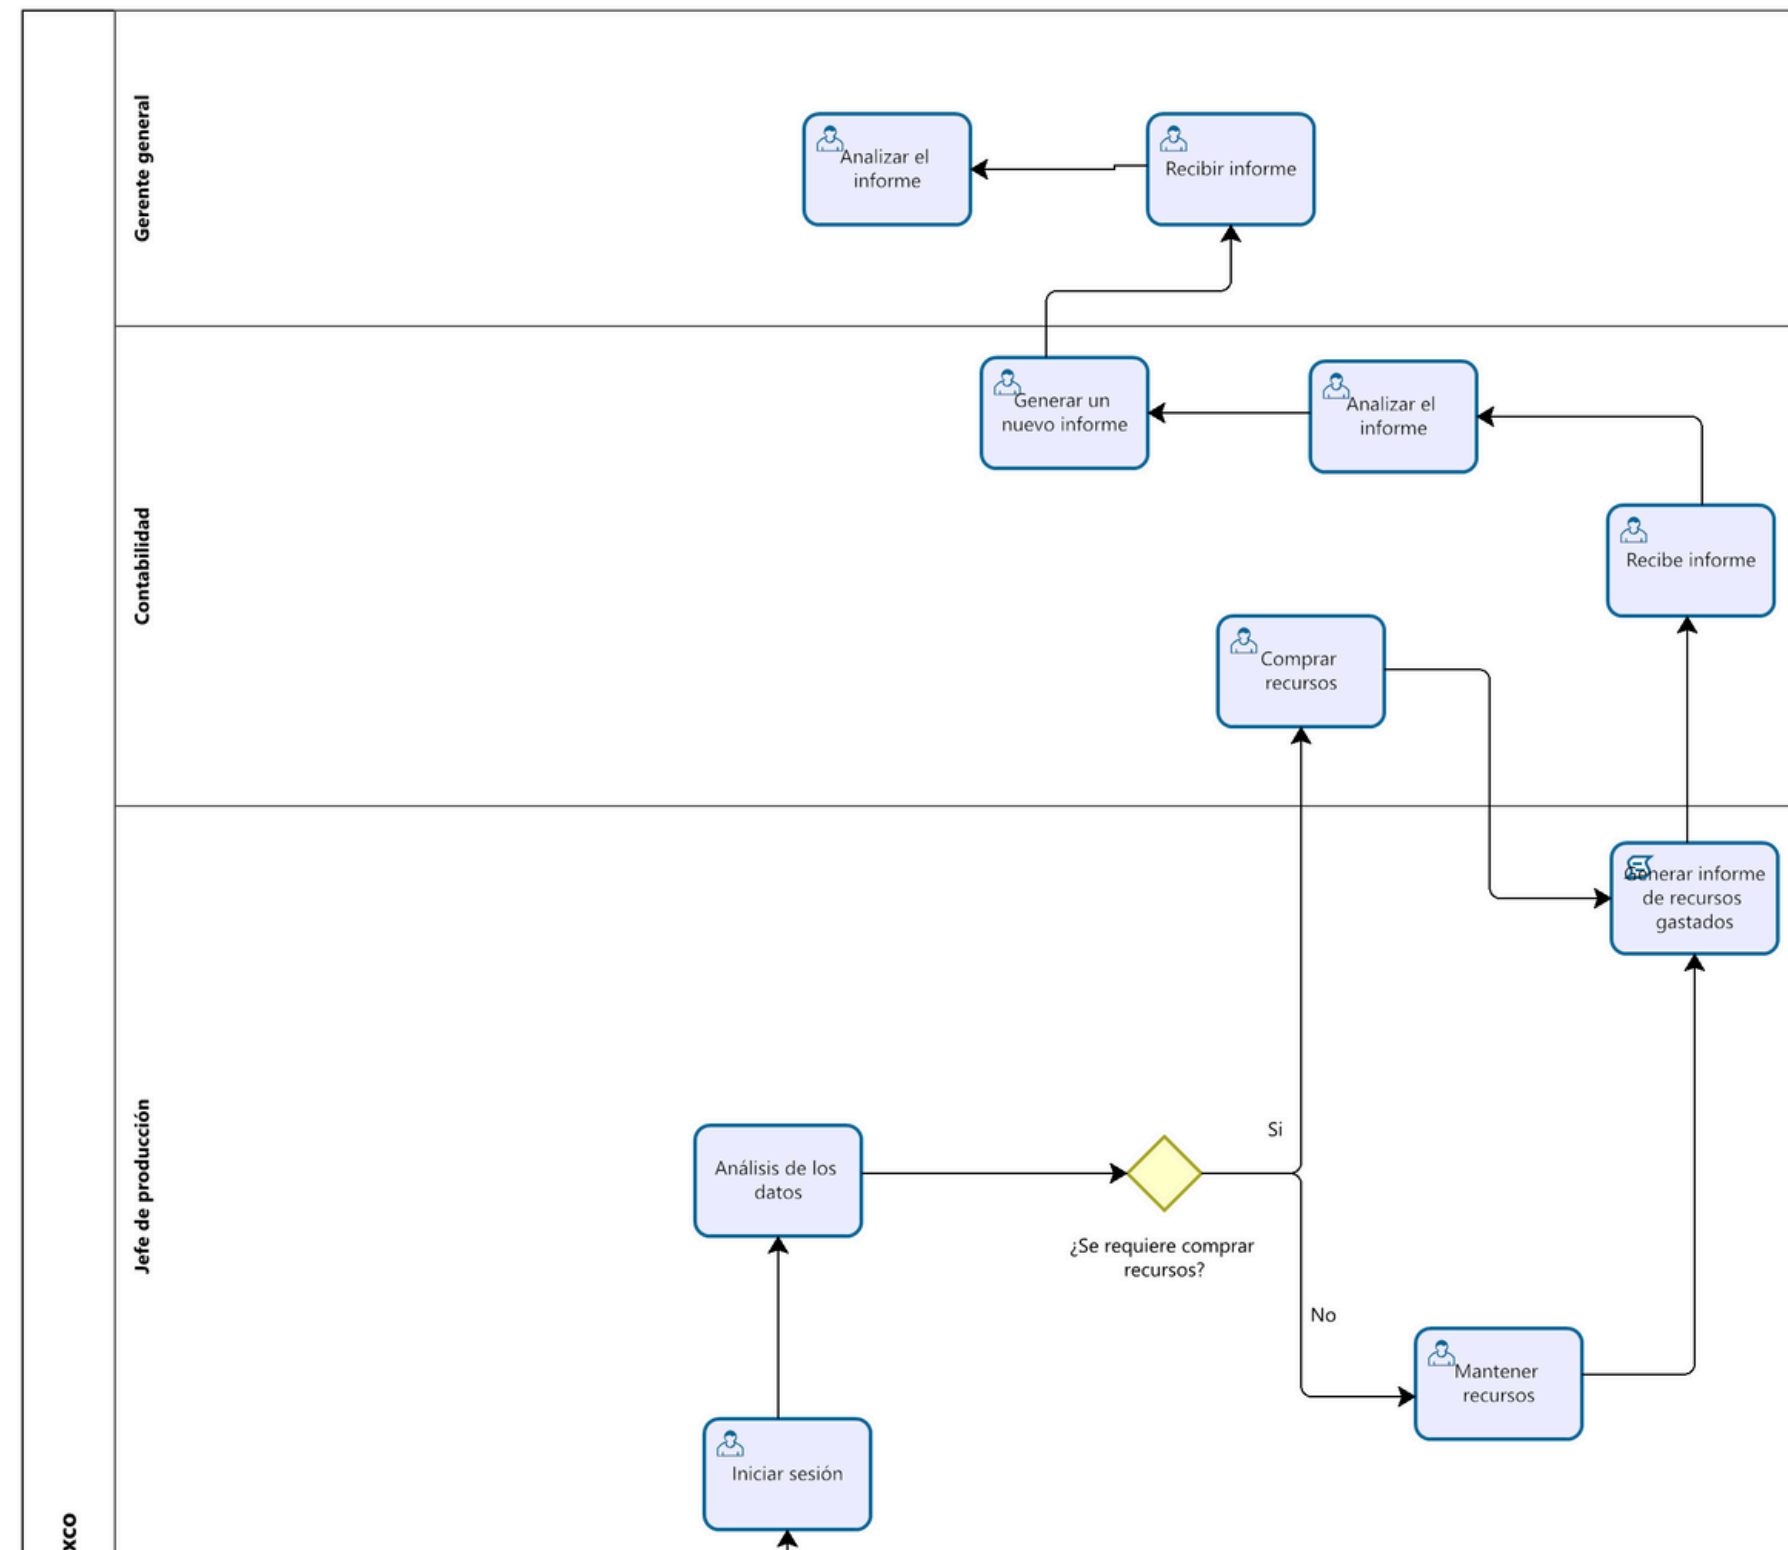 Gerente general
Analizar el
informe
Recibir informe
Contabilidad
Generar un
nuevo informe
Analizar el
informe
Recibe informe
Comprar
recursos
Jefe de producción
Generar informe
de recursos
gastados
Análisis de los
datos
Si
¿Se requiere comprar
recursos?
No
Mantener
recursos
Iniciar sesión
xco